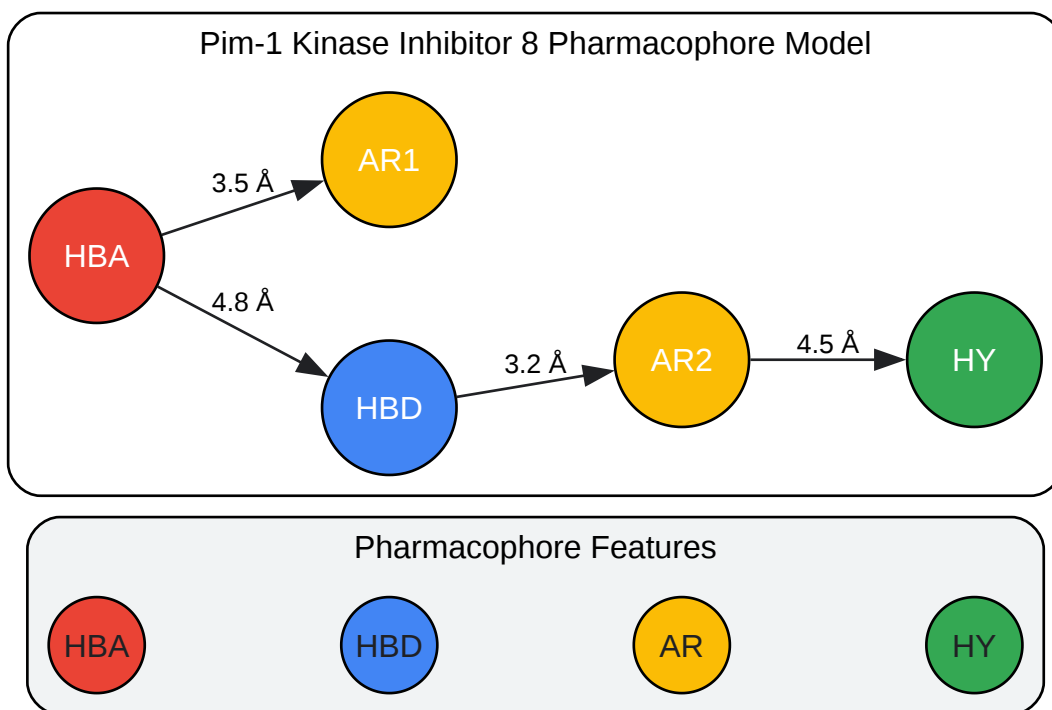 Pim-1 Kinase Inhibitor 8 Pharmacophore Model
AR1
3.5 Å
HBA
4.8 Å
HBD
3.2 Å
AR2
4.5 Å
HY
Pharmacophore Features
HBA
HBD
AR
HY